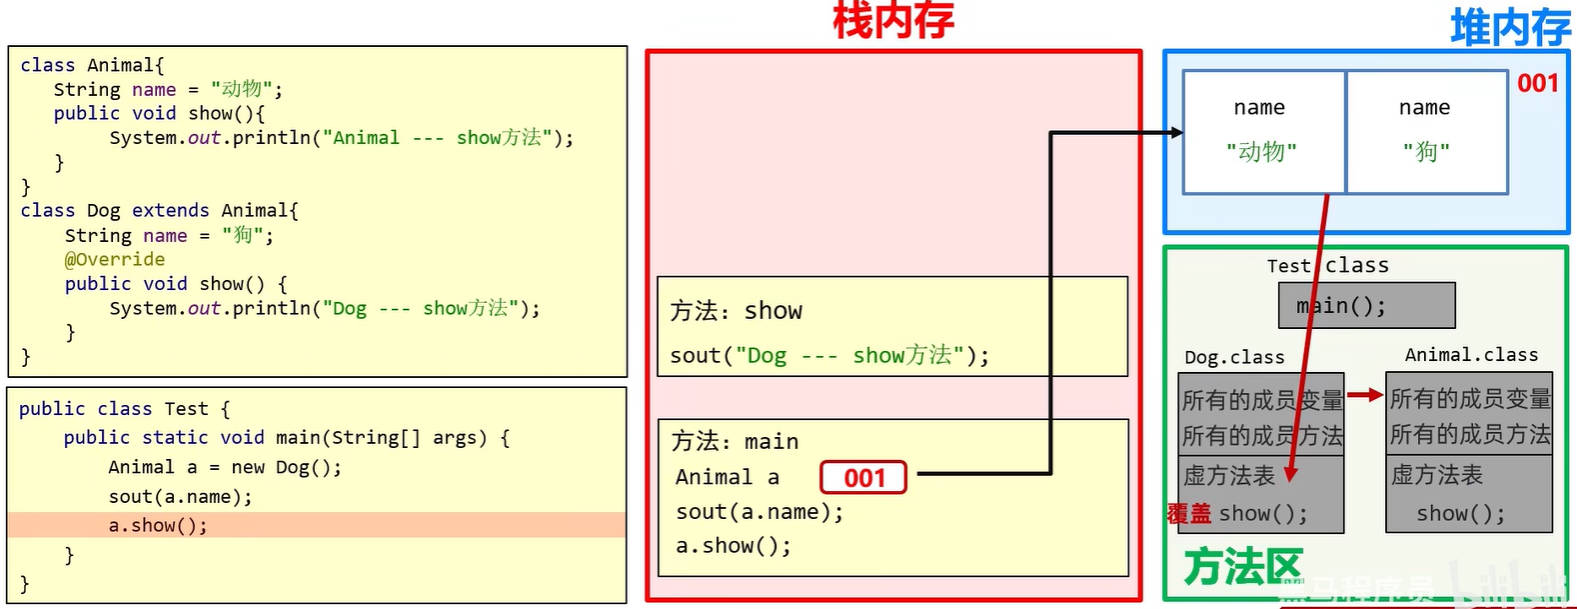 栈内存
堆内存
class Animal{
String name = "动物";
public void show(){
System.out.println("Animal --- show方法");
}
}
class Dog extends Animal{
String name = "狗";
@Override
public void show() {
System.out.println("Dog --- show方法");
}
}
public class Test {
public static void main(String[] args) {
Animal a = new Dog();
sout(a.name);
a.show();
}
}
方法：show
sout("Dog --- show方法");
方法：main
Animal a 001
sout(a.name);
a.show();
001
name name
"动物" "狗"
Test.class
main();
Dog.class Animal.class
所有的成员变量 所有的成员变量
所有的成员方法 所有的成员方法
虚方法表 虚方法表
覆盖 show(); show();
方法区
黑马程序员 bilibili